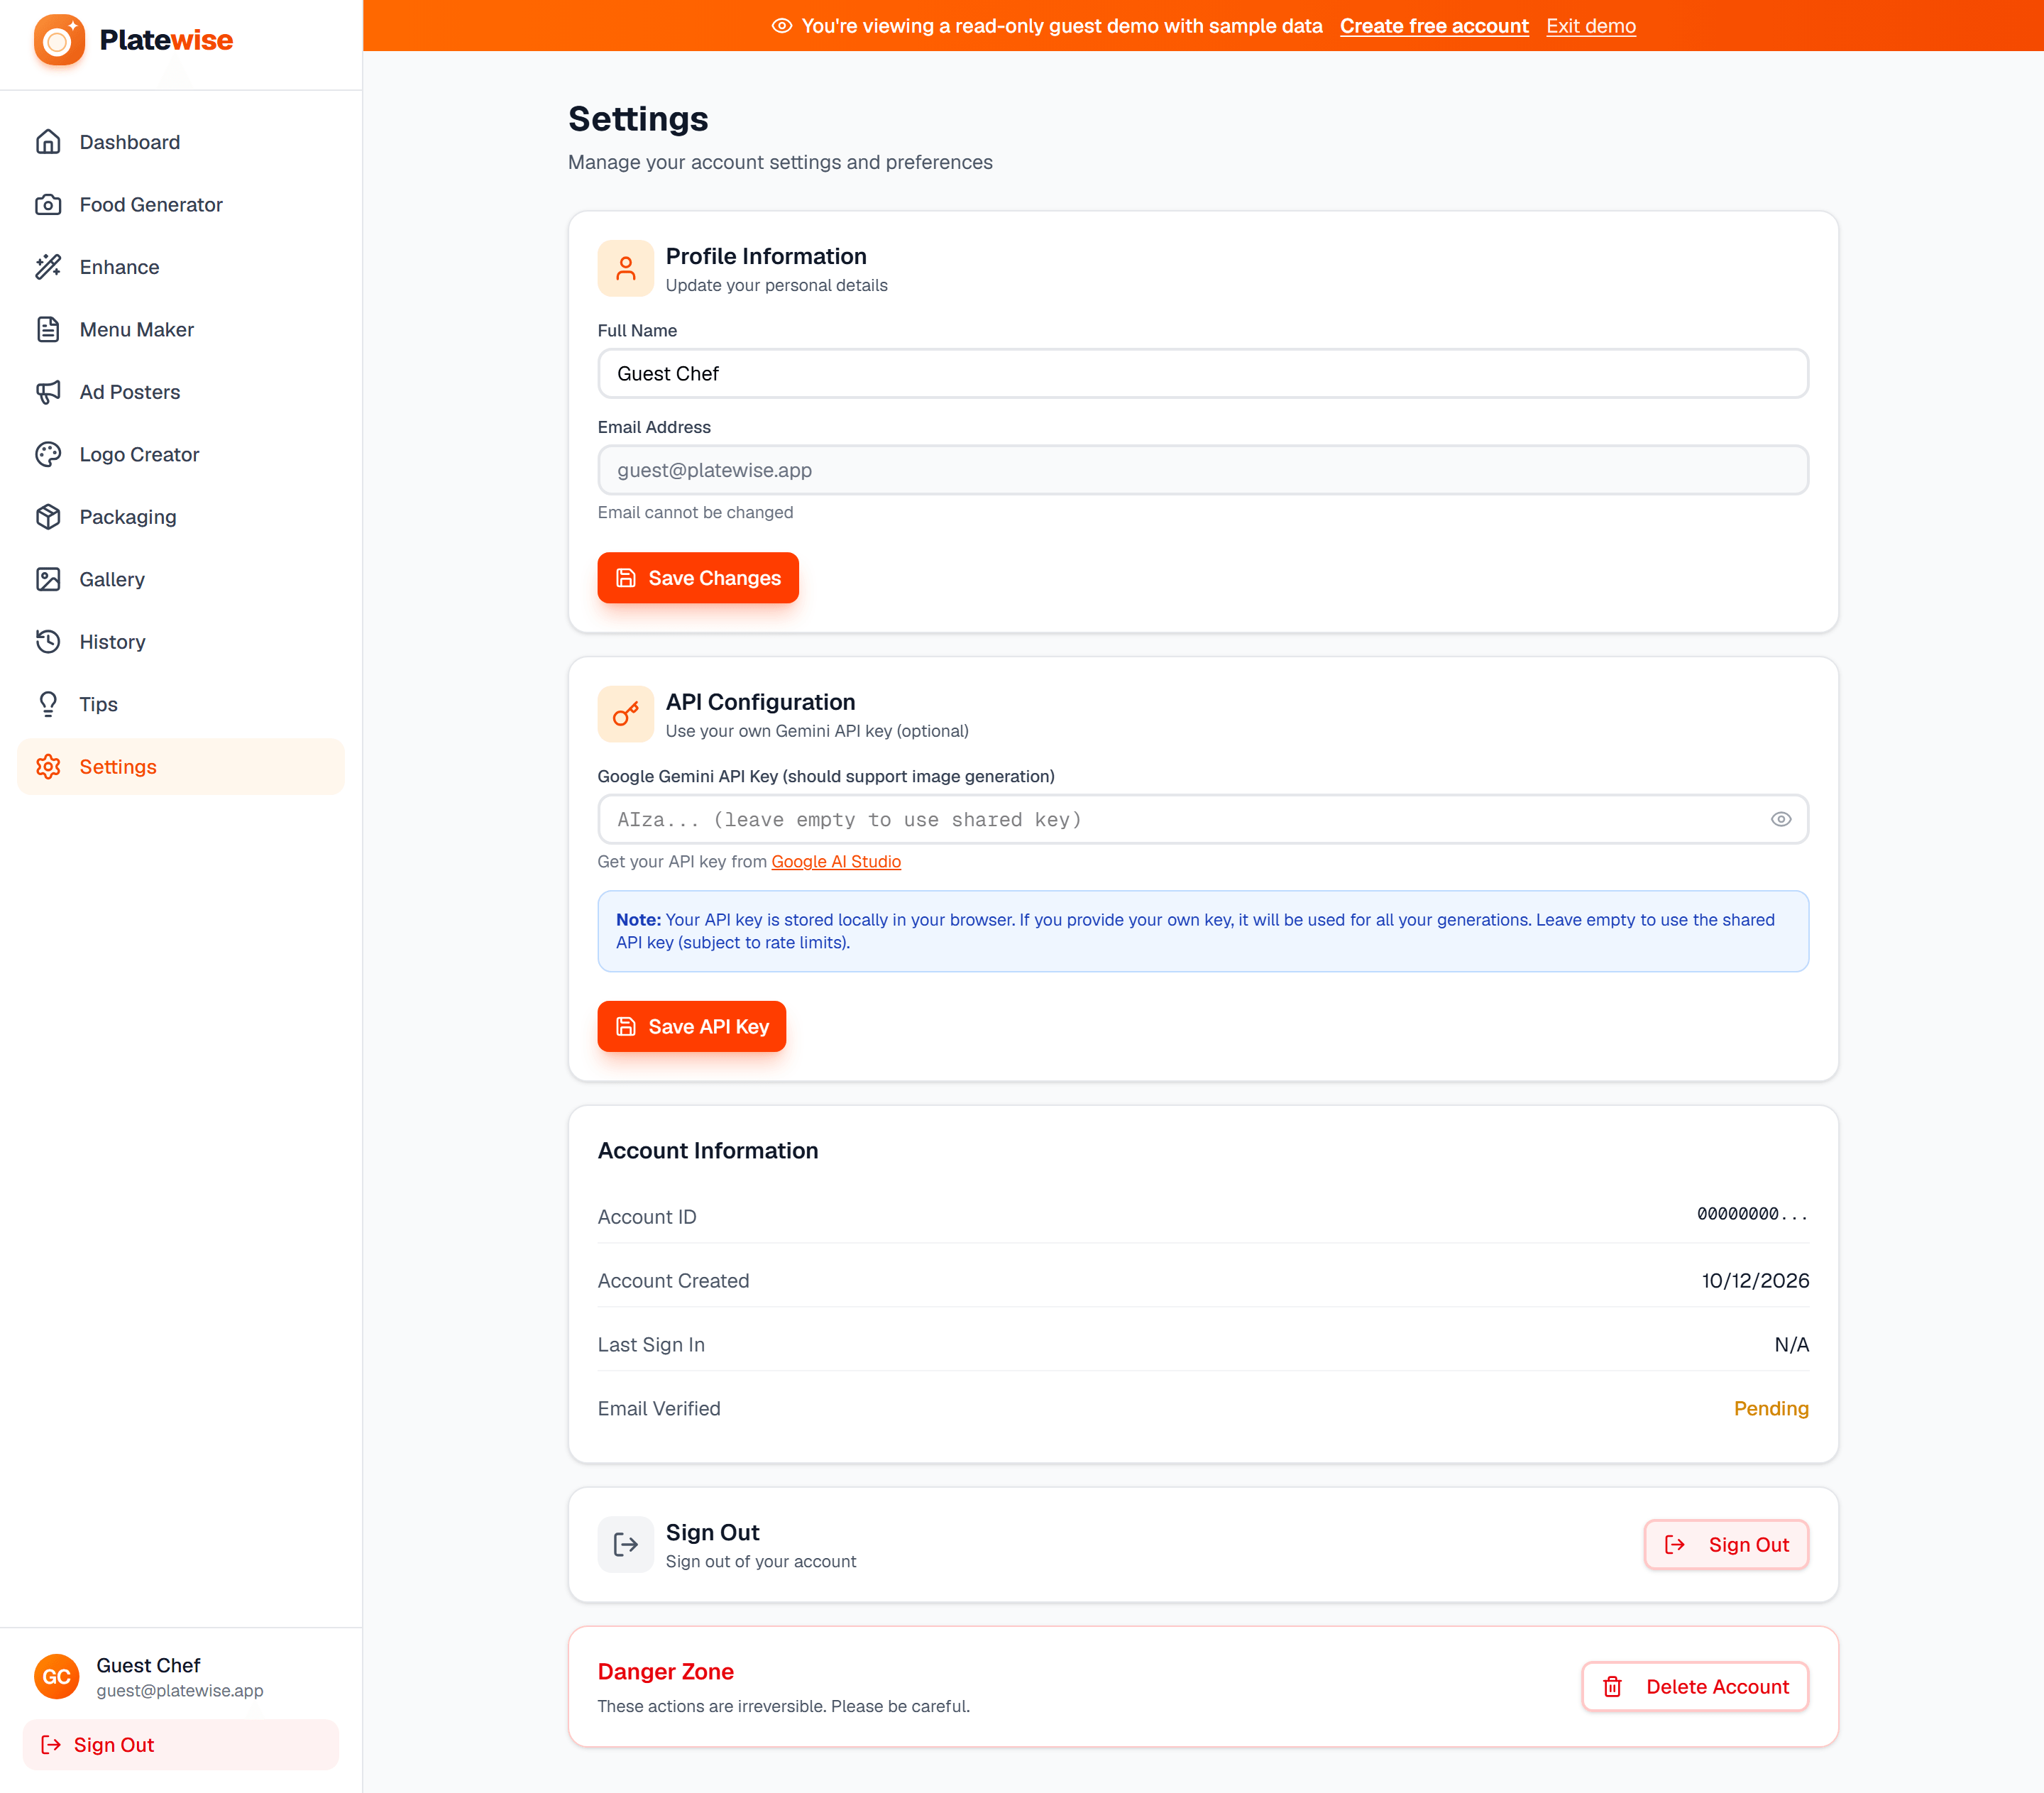 Platewise
You're viewing a read-only guest demo with sample data Create free account Exit demo
Dashboard
Food Generator
Enhance
Menu Maker
Ad Posters
Logo Creator
Packaging
Gallery
History
Tips
Settings
Guest Chef
GC
guest@platewise.app
Sign Out
Settings
Manage your account settings and preferences
Profile Information
Update your personal details
Full Name
Guest Chef
Email Address
guest@platewise.app
Email cannot be changed
Save Changes
API Configuration
Use your own Gemini API key (optional)
Google Gemini API Key (should support image generation)
AIza... (leave empty to use shared key)
Get your API key from Google AI Studio
Note: Your API key is stored locally in your browser. If you provide your own key, it will be used for all your generations. Leave empty to use the shared
API key (subject to rate limits).
Save API Key
Account Information
Account ID 00000000...
Account Created 10/12/2026
Last Sign In N/A
Email Verified Pending
Sign Out
Sign out of your account
Sign Out
Danger Zone
These actions are irreversible. Please be careful.
Delete Account